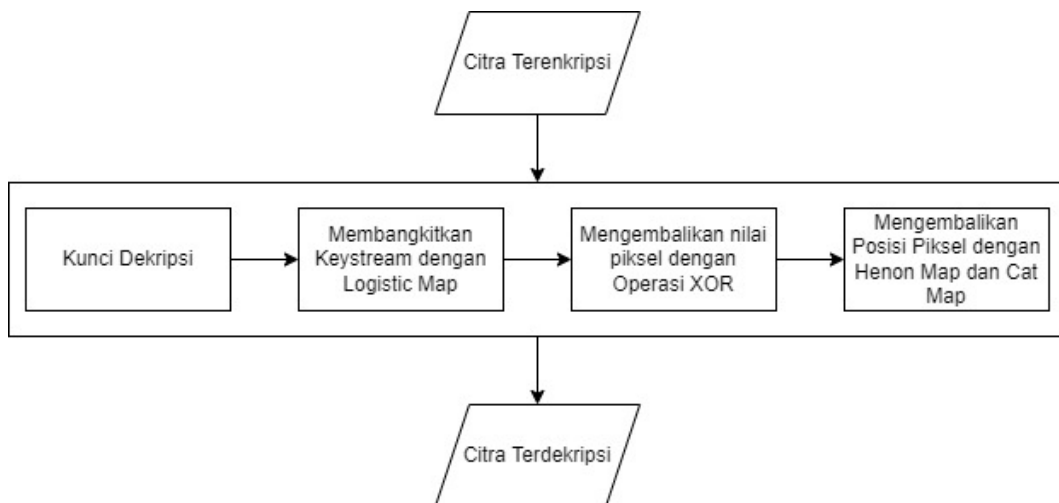 Citra Terenkripsi
Kunci Dekripsi
Membangkitkan
Keystream dengan
Logistic Map
Mengembalikan nilai
piksel dengan
Operasi XOR
Mengembalikan
Posisi Piksel dengan
Henon Map dan Cat
Map
Citra Terdekripsi